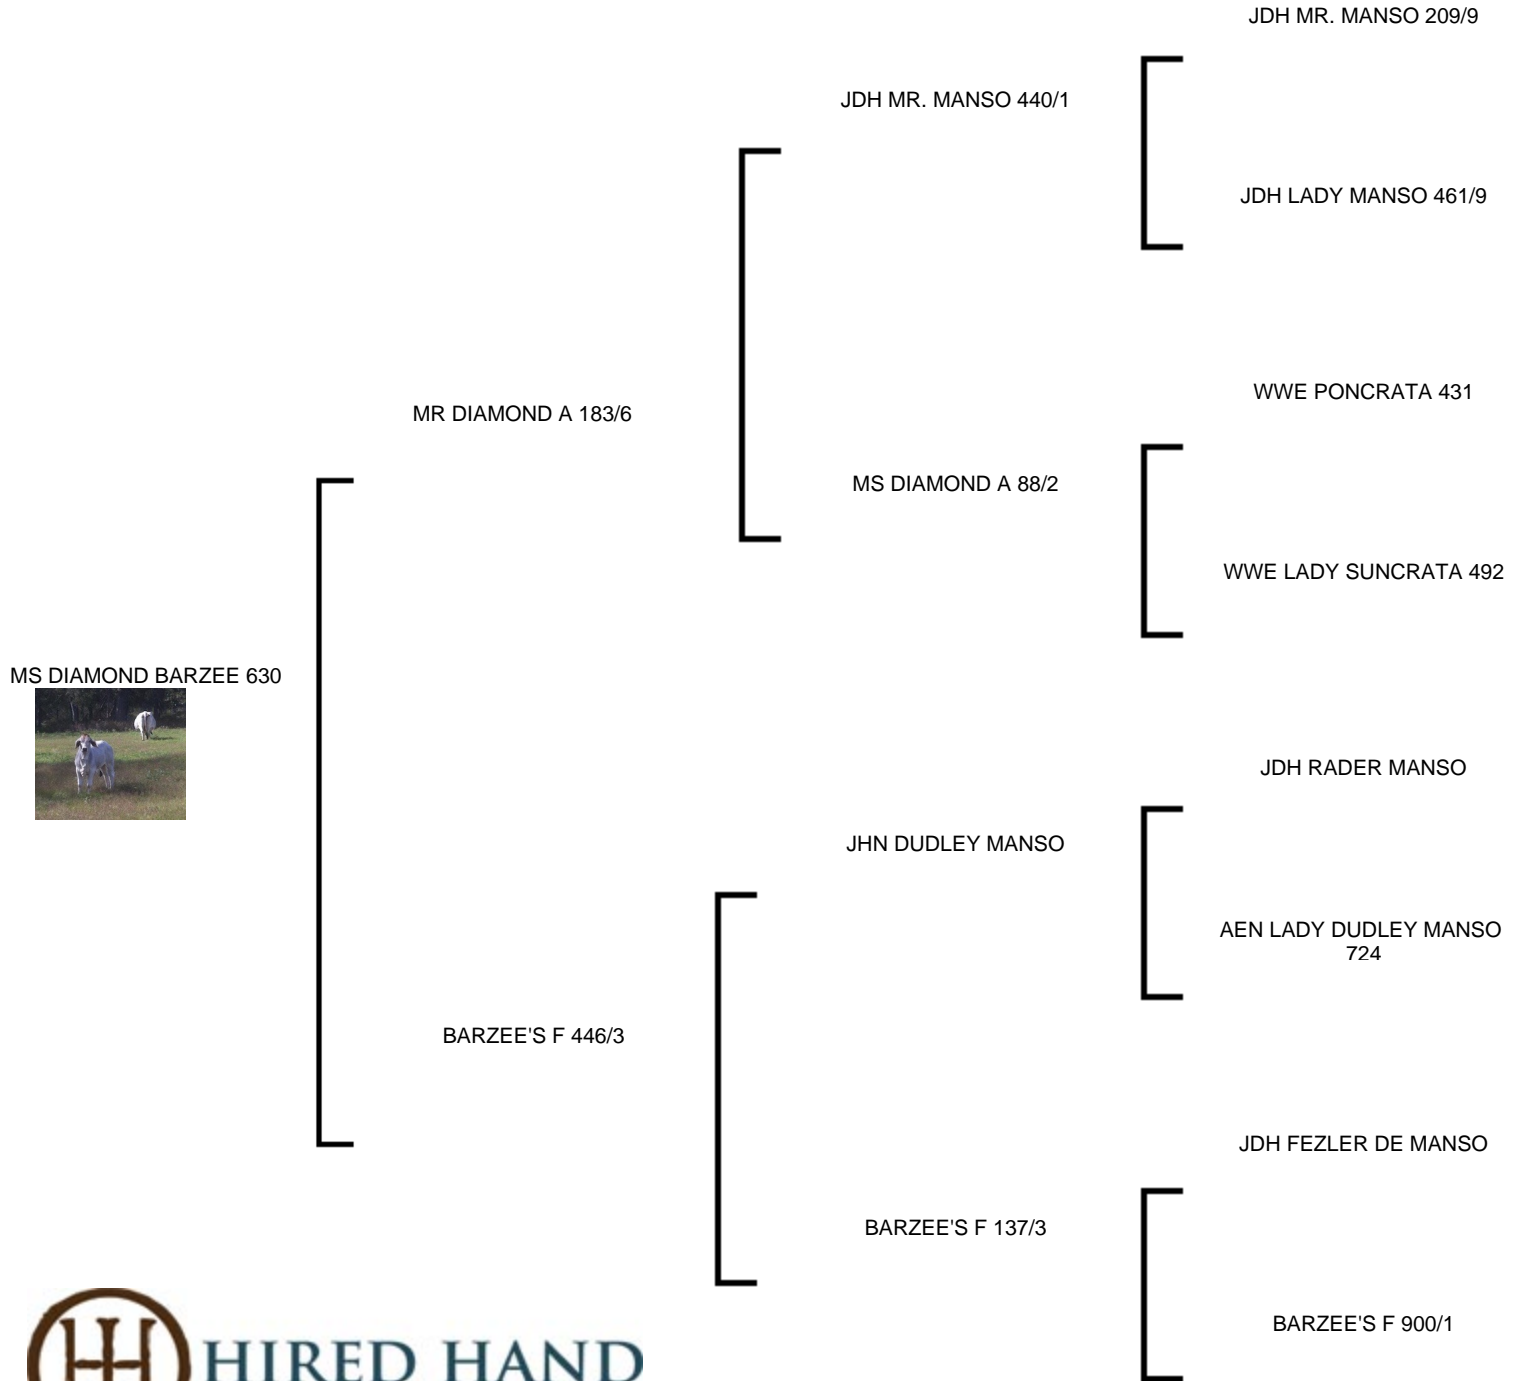 JDH MR. MANSO 209/9
JDH MR. MANSO 440/1
JDH LADY MANSO 461/9
WWE PONCRATA 431
MR DIAMOND A 183/6
MS DIAMOND A 88/2
WWE LADY SUNCRATA 492
MS DIAMOND BARZEE 630
JDH RADER MANSO
JHN DUDLEY MANSO
AEN LADY DUDLEY MANSO
724
BARZEE'S F 446/3
JDH FEZLER DE MANSO
BARZEE'S F 137/3
BARZEE'S F 900/1
HIRED HAND